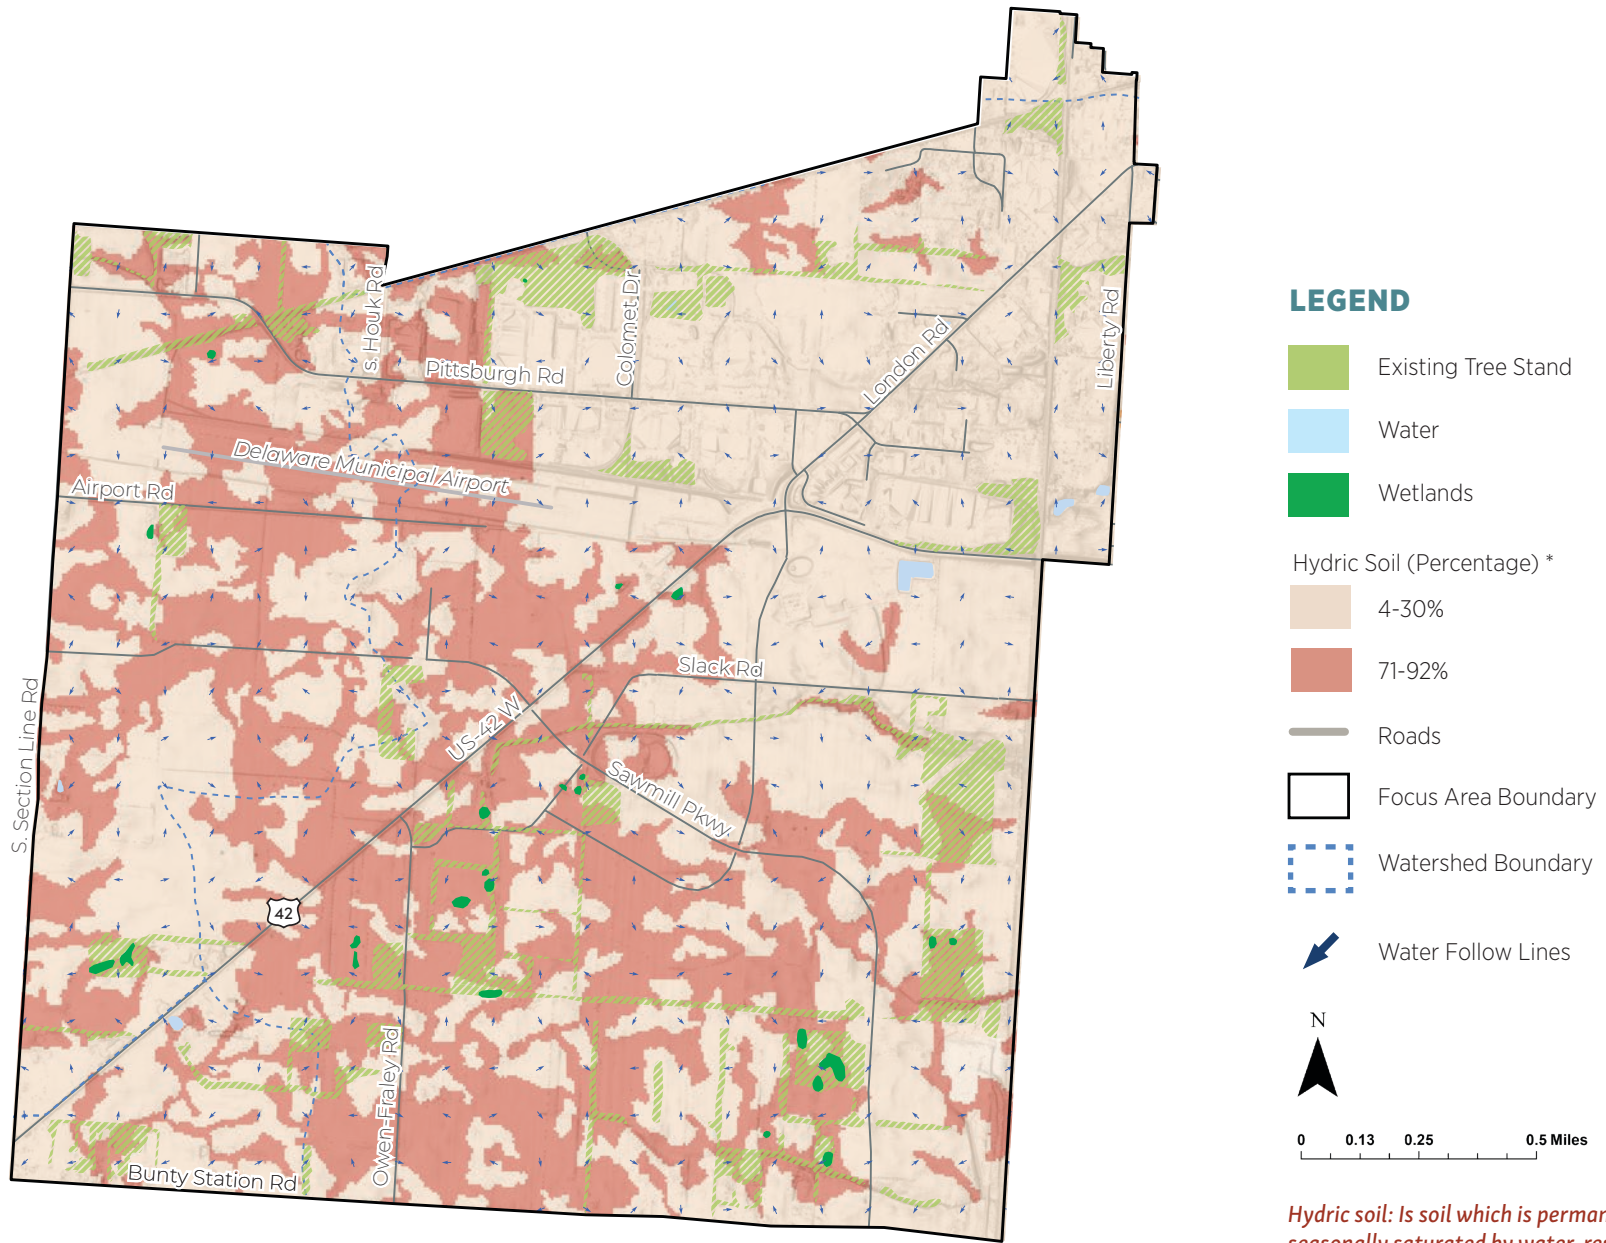 s. Houk Rd
Colomet Dr
Pittsburgh Rd
London Rd
Liberty Rd
Delaware Municipal Airport
Airport Rd
Slack Rd
US-42 W
S. Section Line Rd
Sawmill Pkwy.
42
Owen-Fraley Rd
Bunty Station Rd
LEGEND
Existing Tree Stand
Water
Wetlands
Hydric Soil (Percentage) *
4-30%
71-92%
Roads
Focus Area Boundary
Watershed Boundary
Water Follow Lines
N
0 0.13 0.25 0.5 Miles
Hydric soil: Is soil which is perman